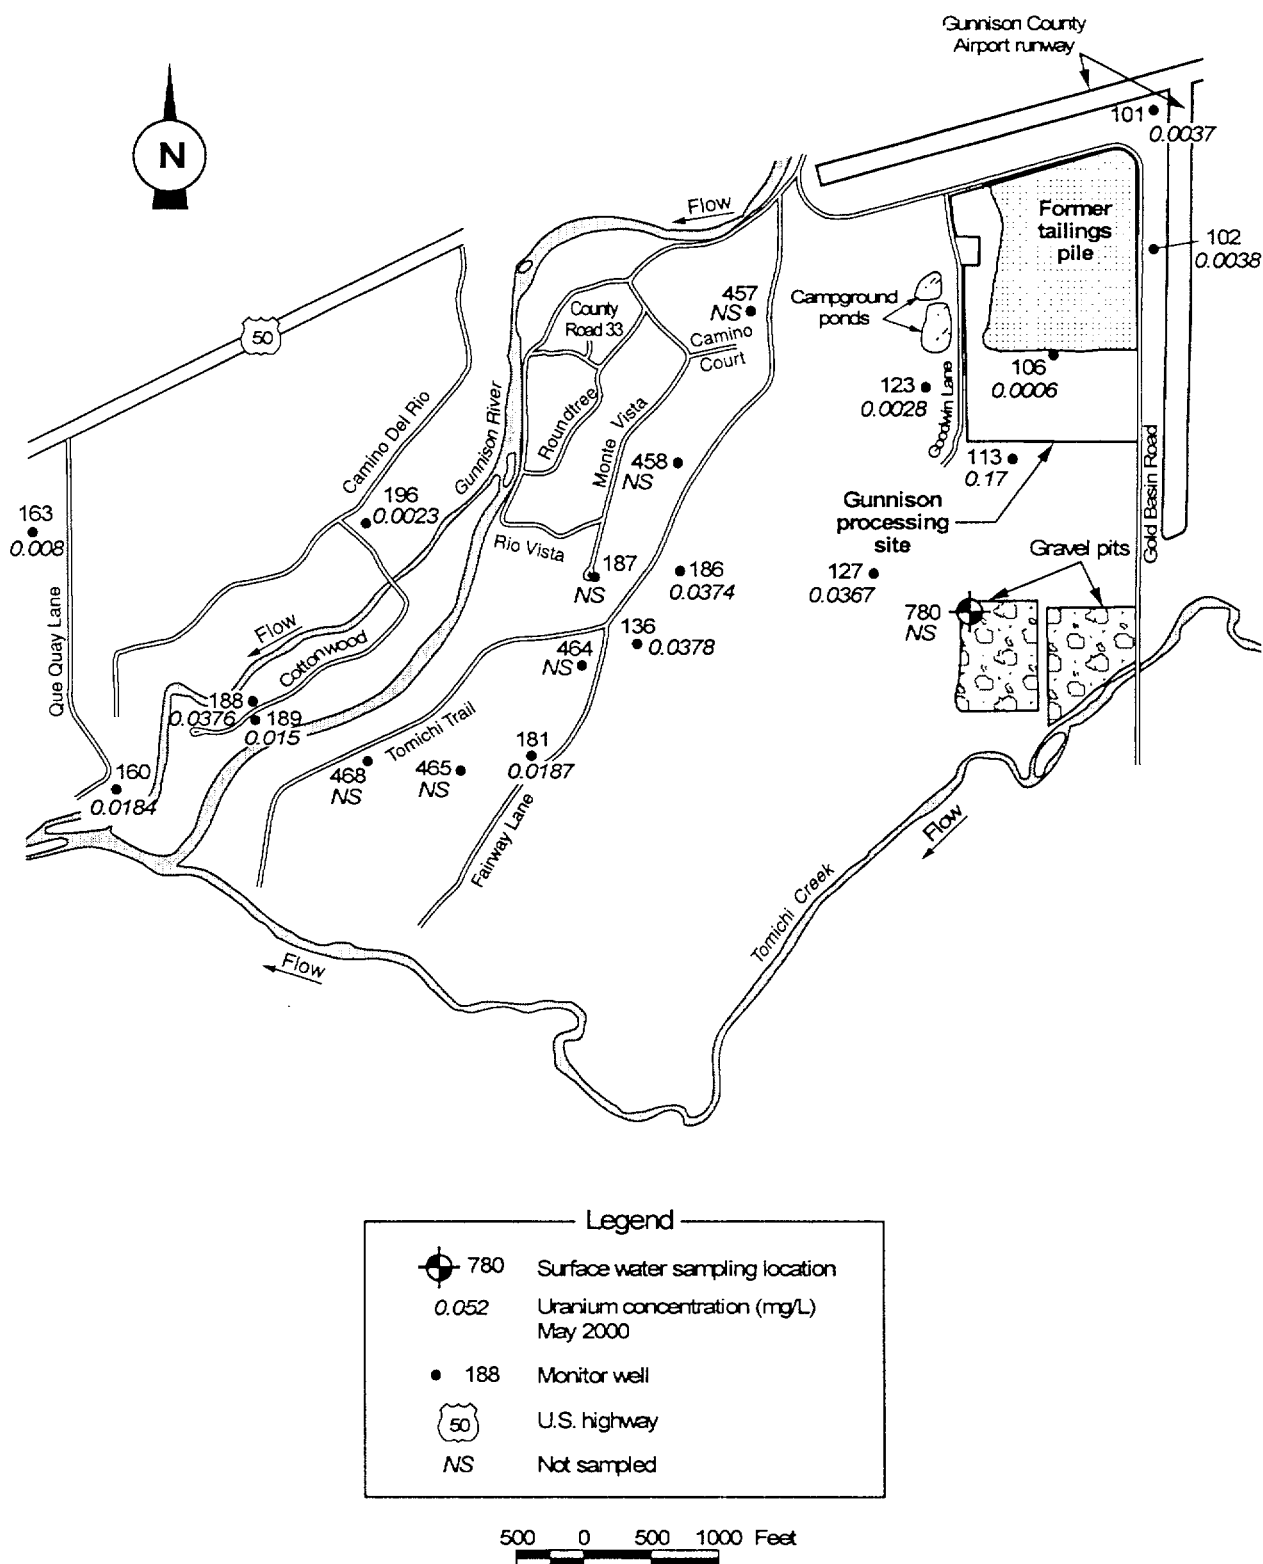 Gunnison County
Airport runway
N
101
0.0037
Flow
Former
tailings
pile
102
0.0038
457
NS
Campground
ponds
County
Road 33
50
Camino
Court
106
0.0006
123
0.0028
Goodwin Lane
Camino Del Rio
Gunnison River
Roundtree
Monte Vista
458
NS
113
0.17
Gold Basin Road
163
0.008
196
0.0023
Gunnison
processing
site
Rio Vista
Gravel pits
187
NS
186
0.0374
127
0.0367
780
NS
Que Quay Lane
Flow
Cottonwood
136
0.0378
464
NS
188
0.0376
189
0.015
Tomichi Trail
181
0.0187
160
0.0184
468
NS
465
NS
Fairway Lane
Flow
Tomichi Creek
Flow
Legend
780 Surface water sampling location
0.052 Uranium concentration (mg/L)
May 2000
188 Monitor well
50 U.S. highway
NS Not sampled
500 0 500 1000 Feet